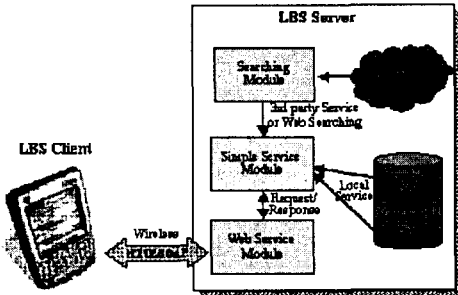 LBS Server
Searching
Module
3rd party Service
or Web Searching
LBS Client
Simple Service
Module
Local
Service
Request/
Response
Wireless
Web Service
Module